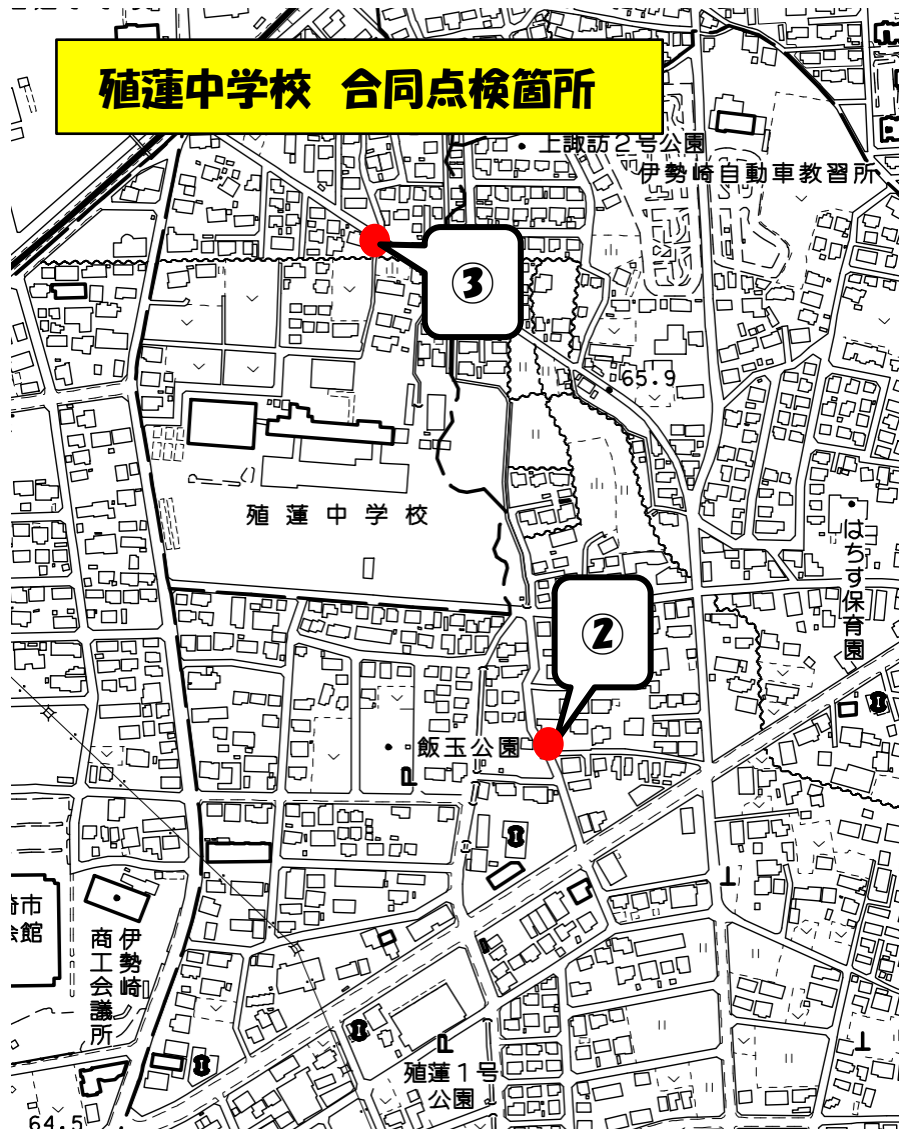 殖蓮中学校 合同点検箇所
上諏訪2号公園
伊勢崎自動車教習所
③
65.9
殖蓮中学校
はちす保育園
②
飯玉公園
市
会館
伊勢崎
商工会議所
殖蓮1号
公園
64.5